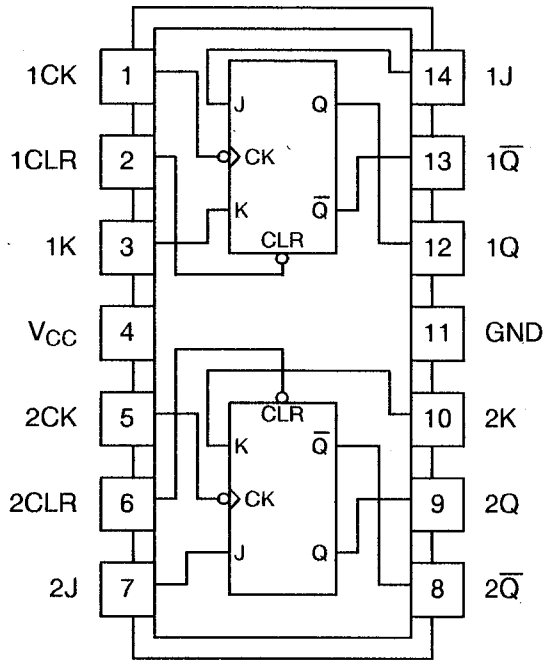 1CK 1 14 1J
J Q
1CLR 2 CK 13 1Q̅
K Q̅
1K 3 CLR 12 1Q
VCC 4 11 GND
2CK 5 CLR 10 2K
K Q̅
2CLR 6 CK 9 2Q
J Q
2J 7 8 2Q̅